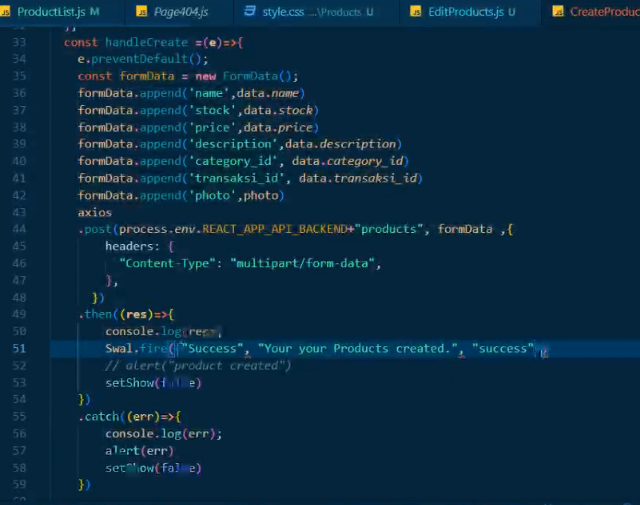 ProductList.js M Page404.js style.css ...\Products U EditProducts.js U CreateProduc
33 const handleCreate =(e)=>{
34 e.preventDefault();
35 const formData = new FormData();
36 formData.append('name',data.name)
37 formData.append('stock',data.stock)
38 formData.append('price',data.price)
39 formData.append('description',data.description)
40 formData.append('category_id', data.category_id)
41 formData.append('transaksi_id', data.transaksi_id)
42 formData.append('photo',photo)
43 axios
44 .post(process.env.REACT_APP_API_BACKEND+"products", formData ,{
45 headers: {
46 "Content-Type": "multipart/form-data",
47 },
48 })
49 .then((res)=>{
50 console.log(res
51 Swal.fire( "Success", "Your your Products created.", "success"
52 // alert("product created")
53 setShow(false)
54 })
55 .catch((err)=>{
56 console.log(err);
57 alert(err)
58 setShow(false)
59 })